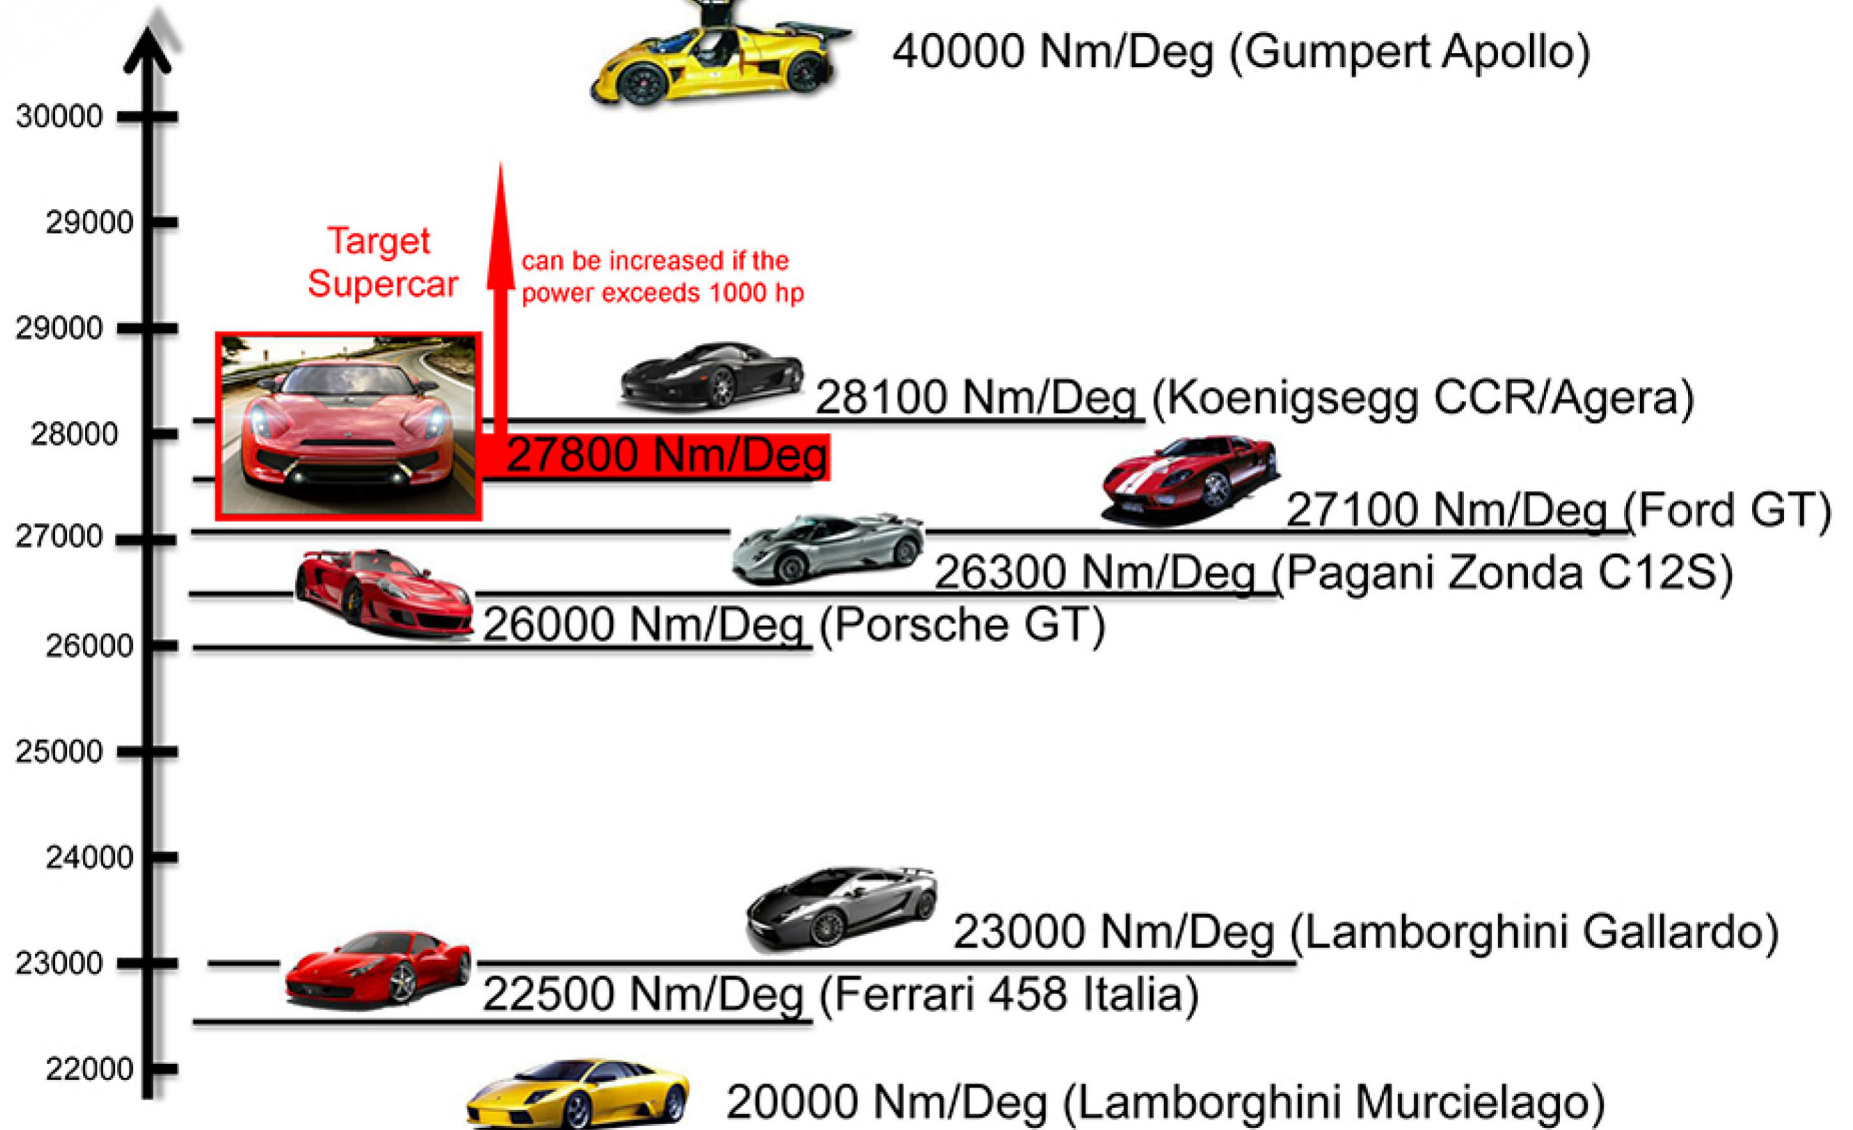 40000 Nm/Deg (Gumpert Apollo)
30000
29000
Target
Supercar
can be increased if the
power exceeds 1000 hp
29000
28100 Nm/Deg (Koenigsegg CCR/Agera)
28000
27800 Nm/Deg
27100 Nm/Deg (Ford GT)
27000
26300 Nm/Deg (Pagani Zonda C12S)
26000 Nm/Deg (Porsche GT)
26000
25000
24000
23000 Nm/Deg (Lamborghini Gallardo)
23000
22500 Nm/Deg (Ferrari 458 Italia)
22000
20000 Nm/Deg (Lamborghini Murcielago)